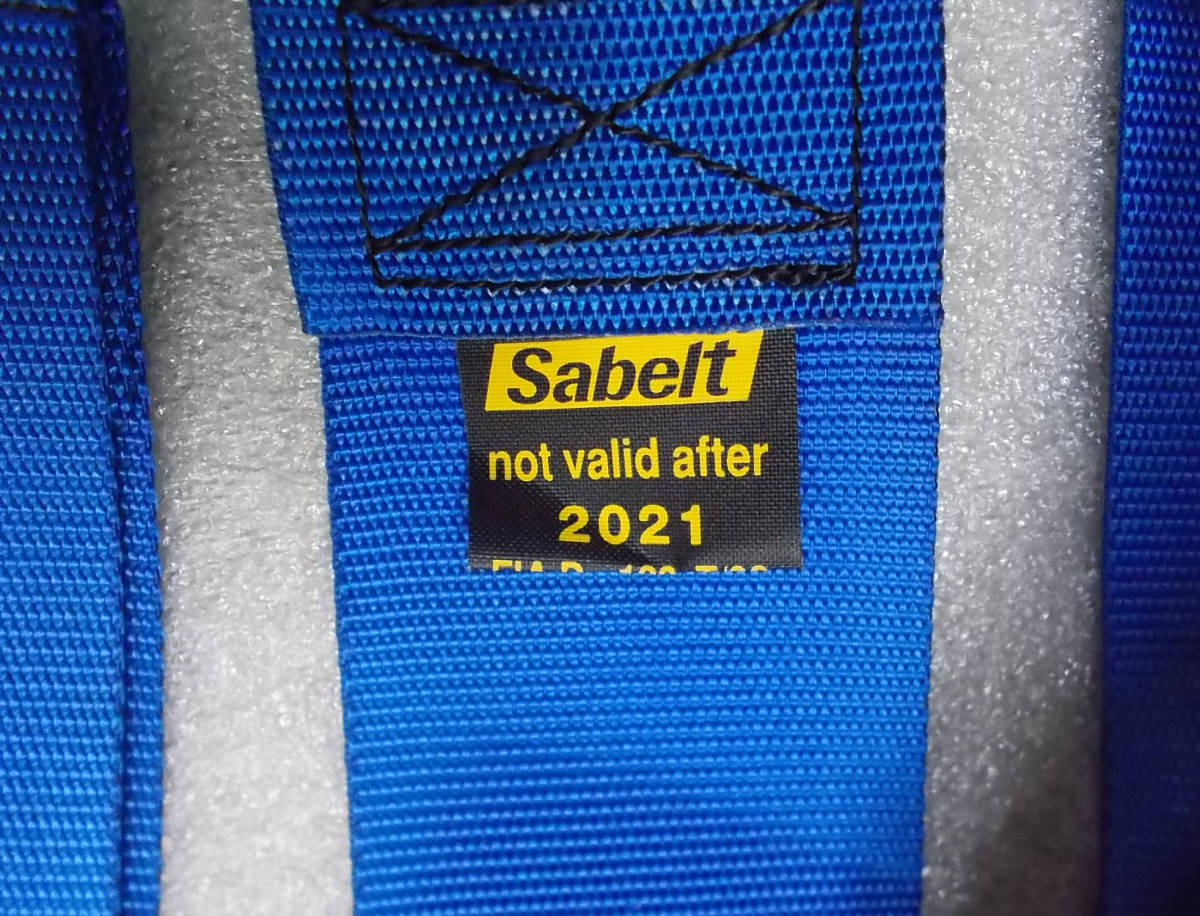 Sabelt
not valid after
2021